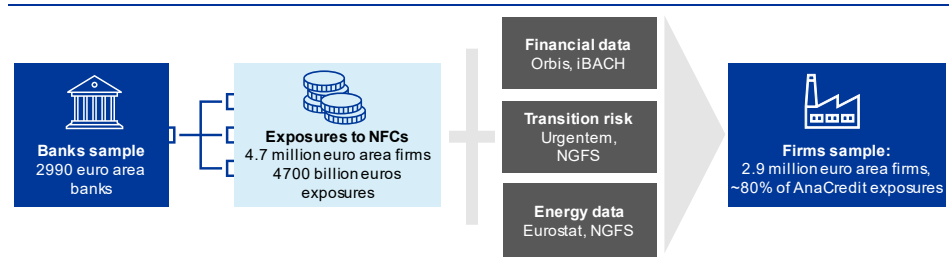 Banks sample
2990 euro area
banks
Exposures to NFCs
4.7 million euro area firms
4700 billion euros
exposures
Financial data
Orbis, iBACH
Transition risk
Urgentem,
NGFS
Energy data
Eurostat, NGFS
Firms sample:
2.9 million euro area firms,
~80% of AnaCredit exposures